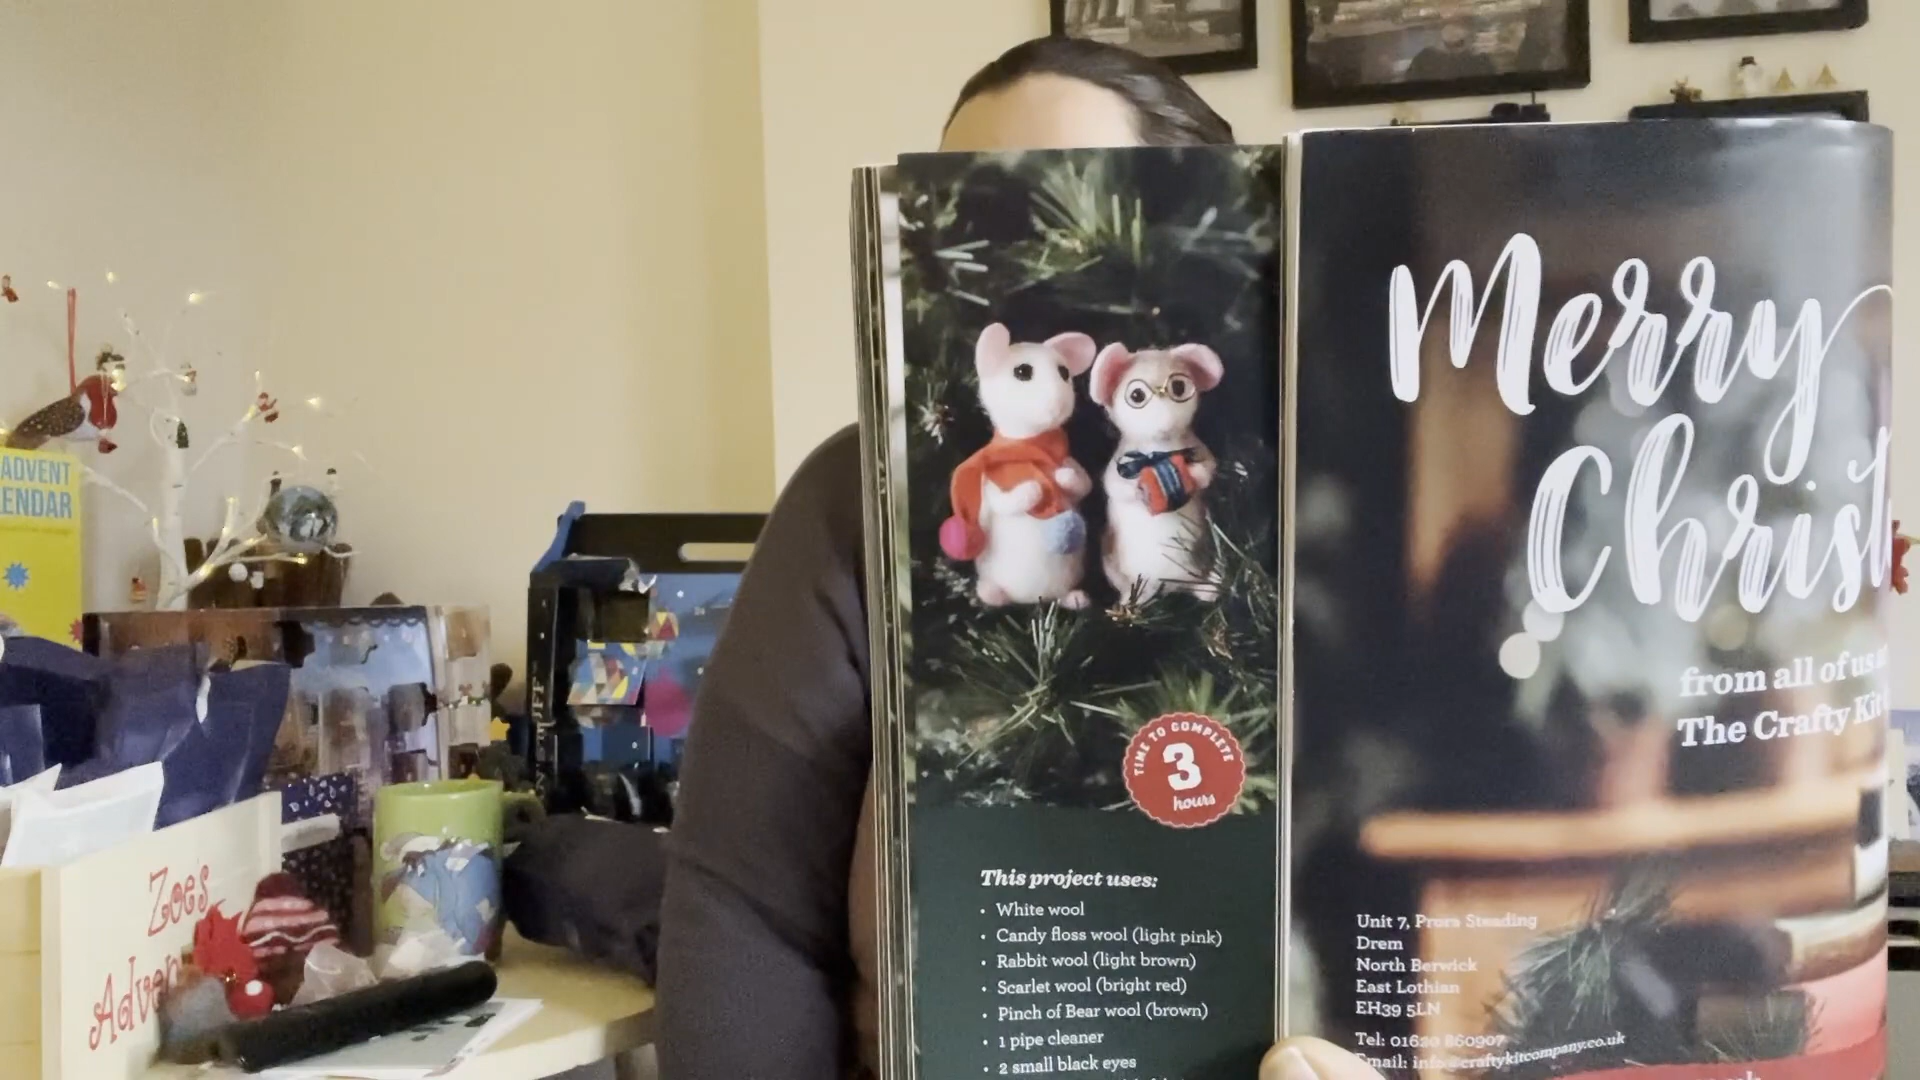 ADVENT
ENDAR
Zoe's
Adven
TIME TO COMPLETE
3
hours
This project uses:
• White wool
• Candy floss wool (light pink)
• Rabbit wool (light brown)
• Scarlet wool (bright red)
• Pinch of Bear wool (brown)
• 1 pipe cleaner
• 2 small black eyes
Merry
Christ
from all of us
The Crafty Kit
Unit 7, Prora Steading
Drem
North Berwick
East Lothian
EH39 5LN
Tel: 01620 860907
Email: info@craftykitcompany.co.uk